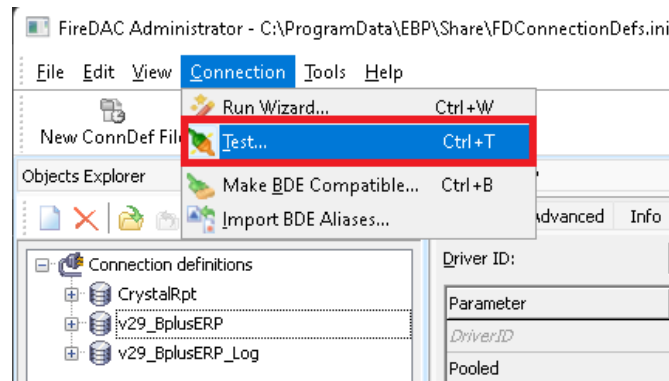 FireDAC Administrator - C:\ProgramData\EBP\Share\FDConnectionDefs.ini
File Edit View Connection Tools Help
Run Wizard... Ctrl+W
New ConnDef File
Test... Ctrl+T
Objects Explorer
Make BDE Compatible... Ctrl+B
Import BDE Aliases...
Advanced Info
Connection definitions
Driver ID:
CrystalRpt
Parameter
v29_BplusERP
DriverID
v29_BplusERP_Log
Pooled